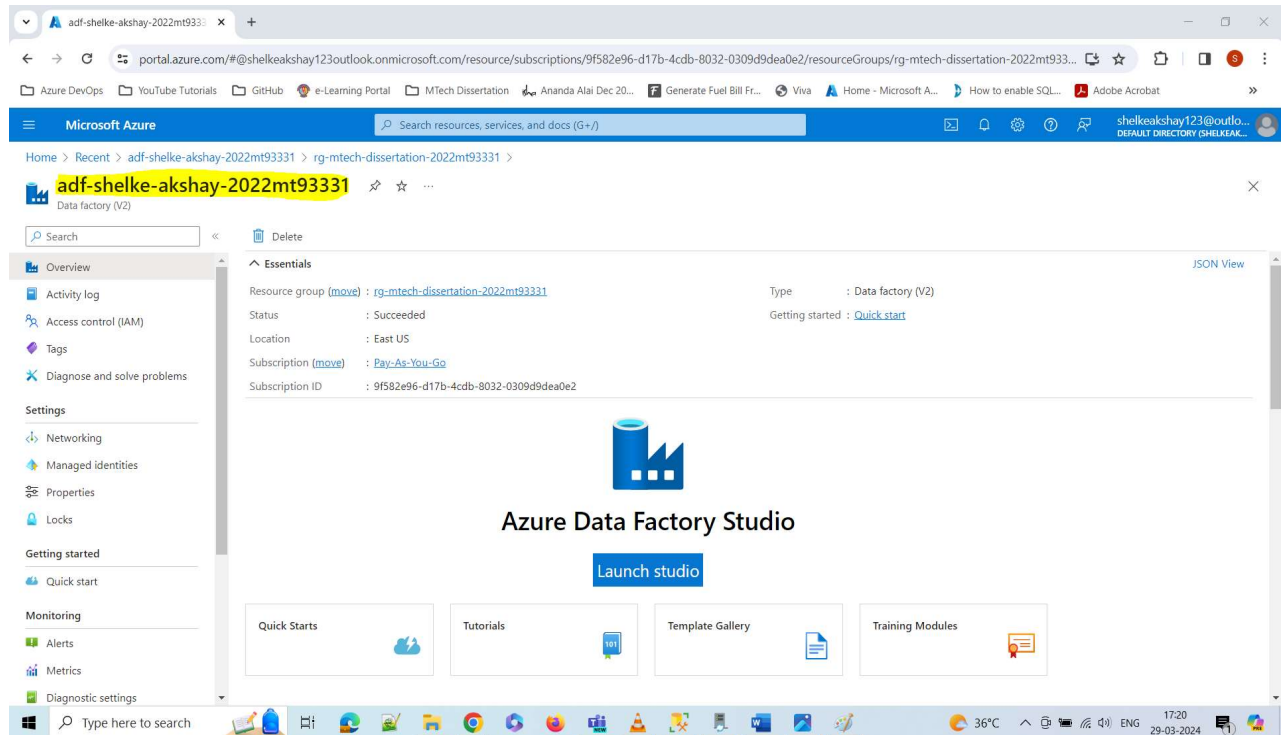 adf-shelke-akshay-2022mt9333
portal.azure.com/#@shelkeakshay123outlook.onmicrosoft.com/resource/subscriptions/9f582e96-d17b-4cdb-8032-0309d9dea0e2/resourceGroups/rg-mtech-dissertation-2022mt933...
S
Azure DevOps YouTube Tutorials GitHub e-Learning Portal MTech Dissertation Ananda Alai Dec 20... Generate Fuel Bill Fr... Viva Home - Microsoft A... How to enable SQL... Adobe Acrobat »
Microsoft Azure Search resources, services, and docs (G+/) shelkeakshay123@outlo...
DEFAULT DIRECTORY (SHELKEAK...
Home > Recent > adf-shelke-akshay-2022mt93331 > rg-mtech-dissertation-2022mt93331 >
adf-shelke-akshay-2022mt93331 ...
Data factory (V2)
Search «
Delete
Overview
Activity log
Access control (IAM)
Tags
Diagnose and solve problems
Settings
Networking
Managed identities
Properties
Locks
Getting started
Quick start
Monitoring
Alerts
Metrics
Diagnostic settings
Essentials JSON View
Resource group (move) : rg-mtech-dissertation-2022mt93331
Status : Succeeded
Location : East US
Subscription (move) : Pay-As-You-Go
Subscription ID : 9f582e96-d17b-4cdb-8032-0309d9dea0e2
Type : Data factory (V2)
Getting started : Quick start
Azure Data Factory Studio
Launch studio
Quick Starts
Tutorials
101
Template Gallery
Training Modules
Type here to search
36°C ENG 17:20
29-03-2024